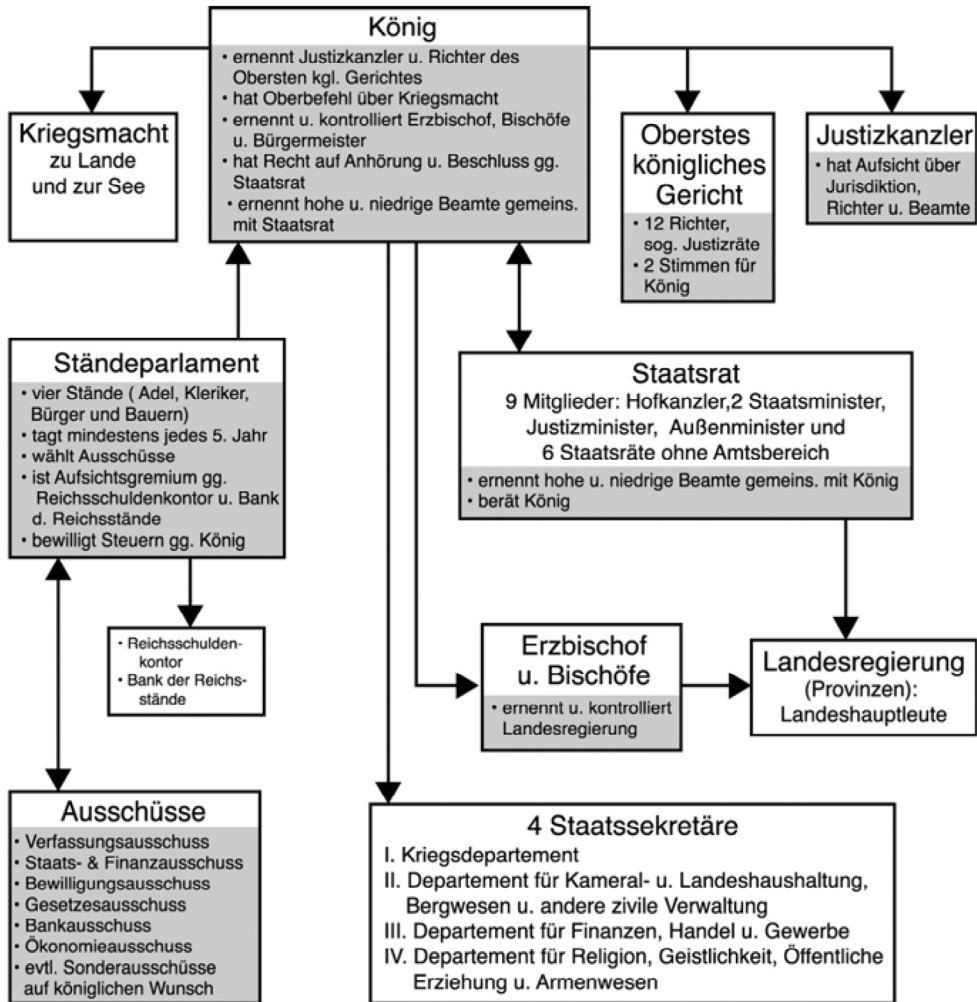 König
• ernennt Justizkanzler u. Richter des
Obersten kgl. Gerichtes
• hat Oberbefehl über Kriegsmacht
• ernennt u. kontrolliert Erzbischof, Bischöfe
u. Bürgermeister
• hat Recht auf Anhörung u. Beschluss gg.
Staatsrat
• ernennt hohe u. niedrige Beamte gemeins.
mit Staatsrat
Kriegsmacht
zu Lande
und zur See
Oberstes
königliches
Gericht
• 12 Richter,
sog. Justizräte
• 2 Stimmen für
König
Justizkanzler
• hat Aufsicht über
Jurisdiktion,
Richter u. Beamte
Ständeparlament
• vier Stände ( Adel, Kleriker,
Bürger und Bauern)
• tagt mindestens jedes 5. Jahr
• wählt Ausschüsse
• ist Aufsichtsgremium gg.
Reichsschuldenkontor u. Bank
d. Reichsstände
• bewilligt Steuern gg. König
Staatsrat
9 Mitglieder: Hofkanzler,2 Staatsminister,
Justizminister, Außenminister und
6 Staatsräte ohne Amtsbereich
• ernennt hohe u. niedrige Beamte gemeins. mit König
• berät König
• Reichsschulden-
kontor
• Bank der Reichs-
stände
Erzbischof
u. Bischöfe
• ernennt u. kontrolliert
Landesregierung
Landesregierung
(Provinzen):
Landeshauptleute
Ausschüsse
• Verfassungsausschuss
• Staats- & Finanzausschuss
• Bewilligungsausschuss
• Gesetzesausschuss
• Bankausschuss
• Ökonomieausschuss
• evtl. Sonderausschüsse
auf königlichen Wunsch
4 Staatssekretäre
I. Kriegsdepartement
II. Departement für Kameral- u. Landeshaushaltung,
Bergwesen u. andere zivile Verwaltung
III. Departement für Finanzen, Handel u. Gewerbe
IV. Departement für Religion, Geistlichkeit, Öffentliche
Erziehung u. Armenwesen